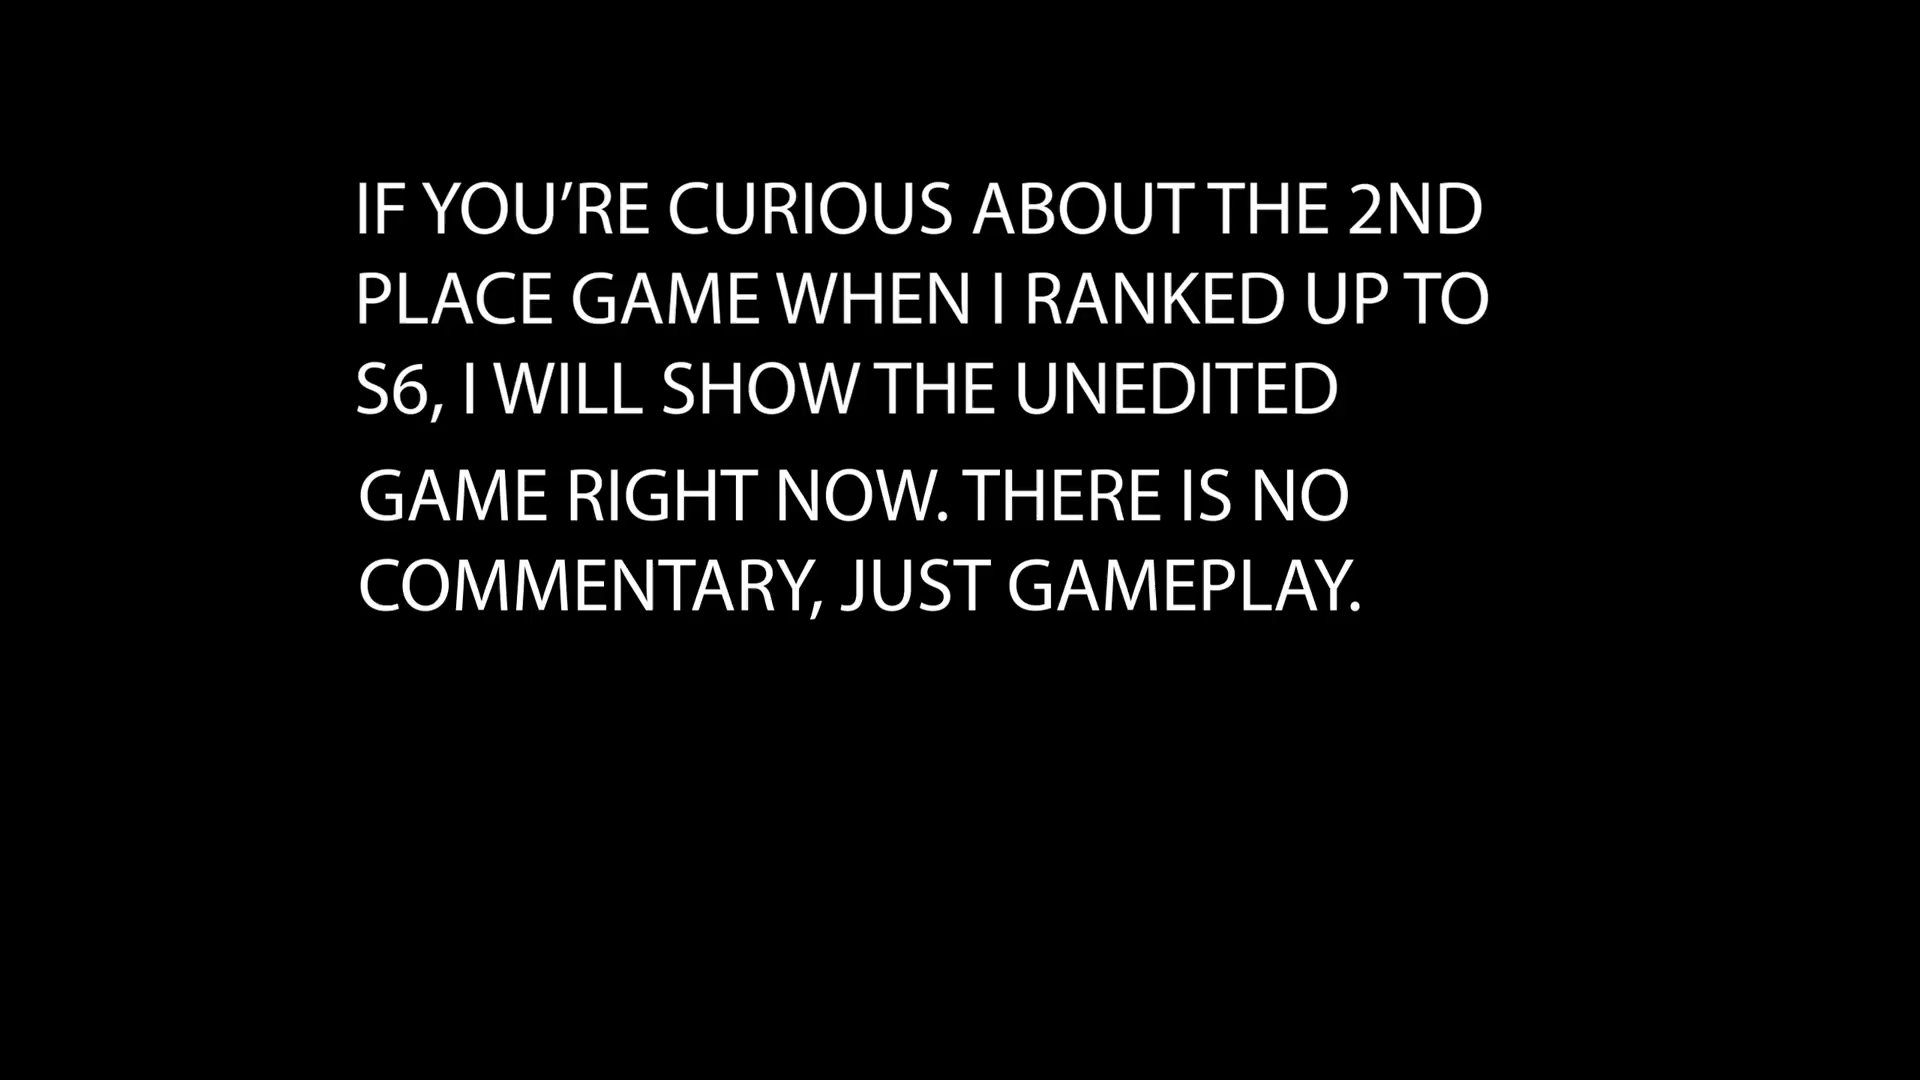 IF YOU’RE CURIOUS ABOUT THE 2ND
PLACE GAME WHEN I RANKED UP TO
S6, I WILL SHOW THE UNEDITED
GAME RIGHT NOW. THERE IS NO
COMMENTARY, JUST GAMEPLAY.